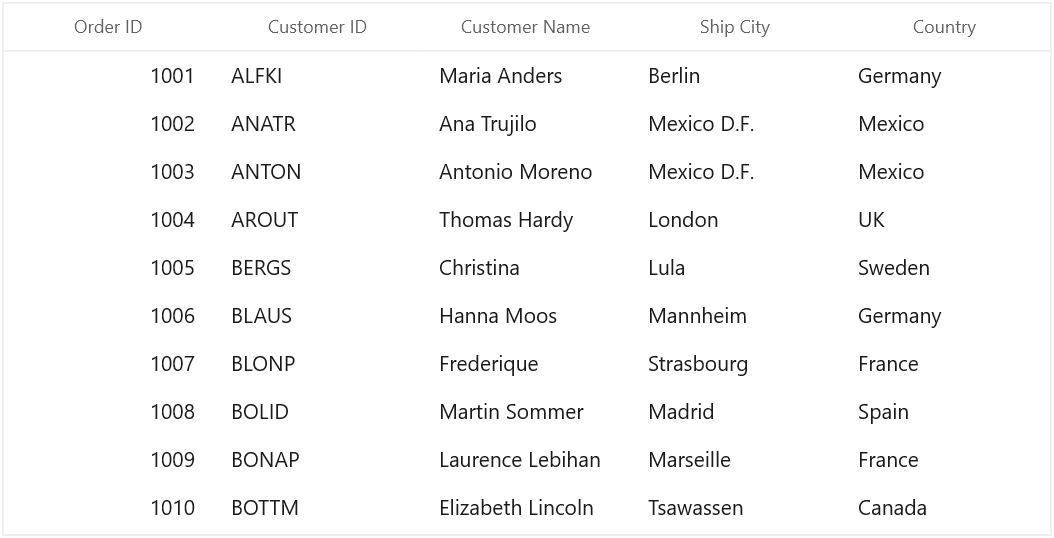 Order ID Customer ID Customer Name Ship City Country
1001 ALFKI Maria Anders Berlin Germany
1002 ANATR Ana Trujilo Mexico D.F. Mexico
1003 ANTON Antonio Moreno Mexico D.F. Mexico
1004 AROUT Thomas Hardy London UK
1005 BERGS Christina Lula Sweden
1006 BLAUS Hanna Moos Mannheim Germany
1007 BLONP Frederique Strasbourg France
1008 BOLID Martin Sommer Madrid Spain
1009 BONAP Laurence Lebihan Marseille France
1010 BOTTM Elizabeth Lincoln Tsawassen Canada